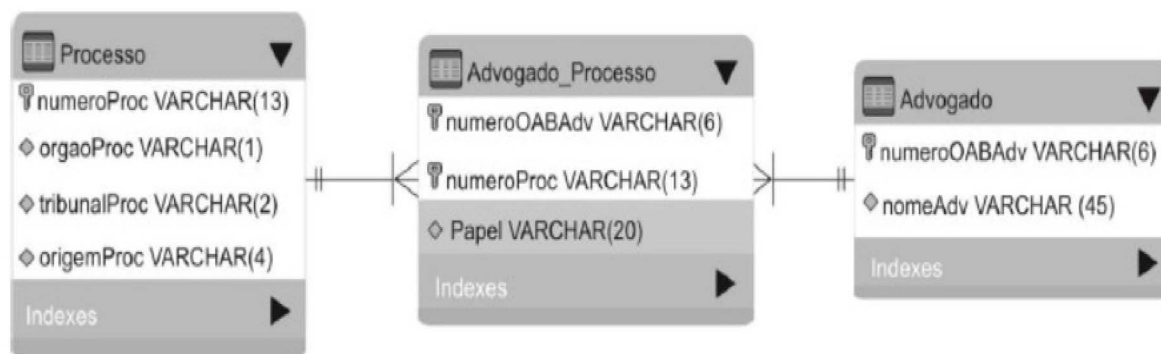 Processo
numeroProc VARCHAR(13)
orgaoProc VARCHAR(1)
tribunalProc VARCHAR(2)
origemProc VARCHAR(4)
Indexes
Advogado_Processo
numeroOABAdv VARCHAR(6)
numeroProc VARCHAR(13)
Papel VARCHAR(20)
Indexes
Advogado
numeroOABAdv VARCHAR(6)
nomeAdv VARCHAR (45)
Indexes